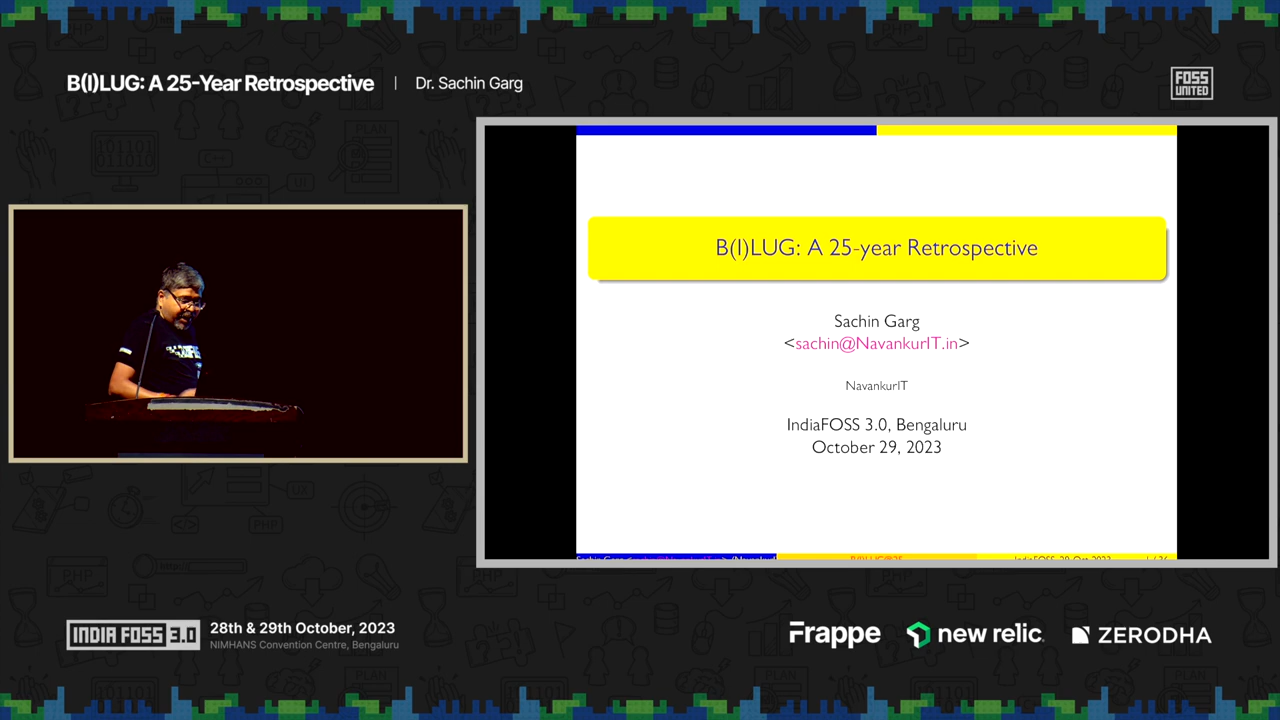 B(I)LUG: A 25-Year Retrospective | Dr. Sachin Garg
FOSS
UNITED
B(I)LUG: A 25-year Retrospective
Sachin Garg
<sachin@NavankurIT.in>
NavankurIT
IndiaFOSS 3.0, Bengaluru
October 29, 2023
INDIA FOSS 3.0
28th & 29th October, 2023
NIMHANS Convention Centre, Bengaluru
Frappe
new relic
ZERODHA